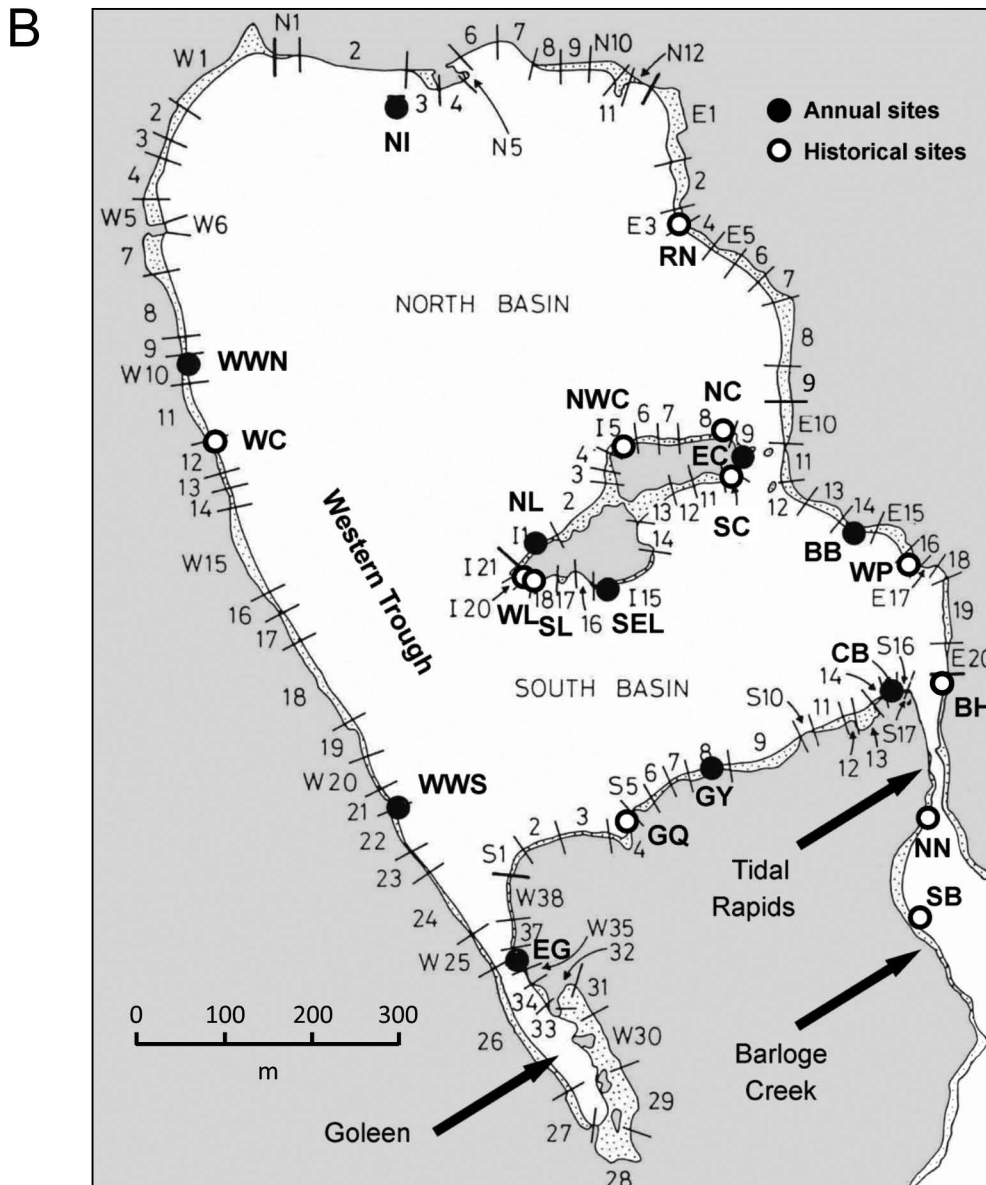 B
N1
W1
2
6
7
8
9
N10
N12
3
4
11
E1
N5
NI
Annual sites
Historical sites
2
3
4
W5
W6
7
2
E3
4
RN
E5
6
7
NORTH BASIN
8
8
9
W10
WWN
9
11
WC
12
13
14
NWC
NC
I5
6
7
8
9
EC
E10
11
4
3
2
13
12
11
SC
12
13
14
E15
BB
16
WP
E17
18
19
NL
I1
14
I21
I20
WL
18
17
SL
16
SEL
I15
Western Trough
W15
16
17
18
19
W20
21
WWS
22
23
24
W25
SOUTH BASIN
CB
S16
14
E20
BH
S10
11
S17
12
13
9
8
7
6
S5
GY
GQ
4
3
2
S1
W38
37
EG
W35
32
34
33
31
W30
26
29
27
28
Tidal
Rapids
NN
SB
Barloge
Creek
Goleen
0 100 200 300
m